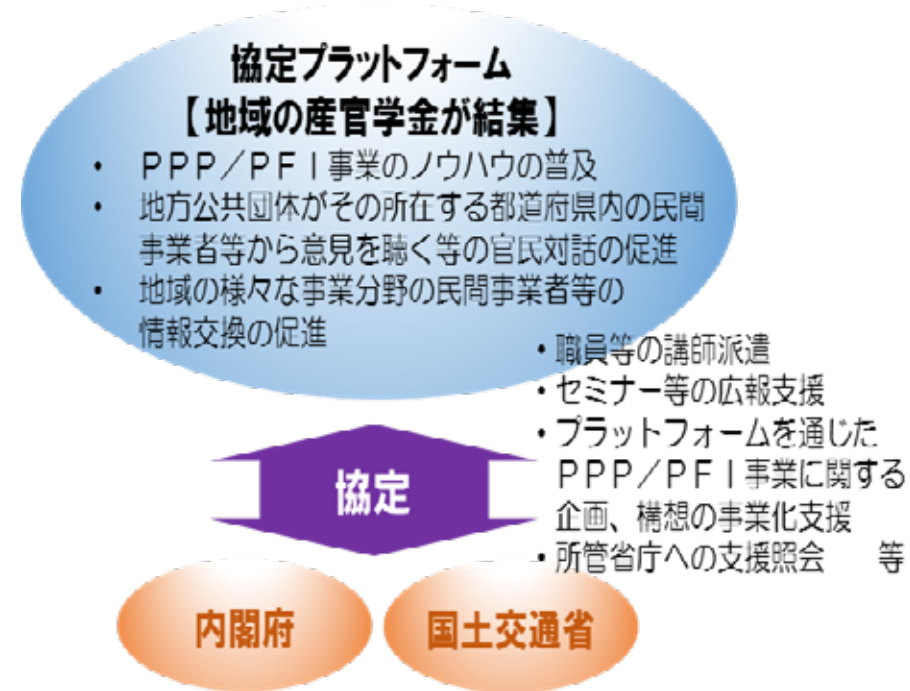 協定プラットフォーム
【地域の産官学金が結集】
・ ＰＰＰ／ＰＦＩ事業のノウハウの普及
・ 地方公共団体がその所在する都道府県内の民間
事業者等から意見を聴く等の官民対話の促進
・ 地域の様々な事業分野の民間事業者等の
情報交換の促進
・職員等の講師派遣
・セミナー等の広報支援
・プラットフォームを通じた
ＰＰＰ／ＰＦＩ事業に関する
企画、構想の事業化支援
・所管省庁への支援照会　　等
協定
内閣府
国土交通省